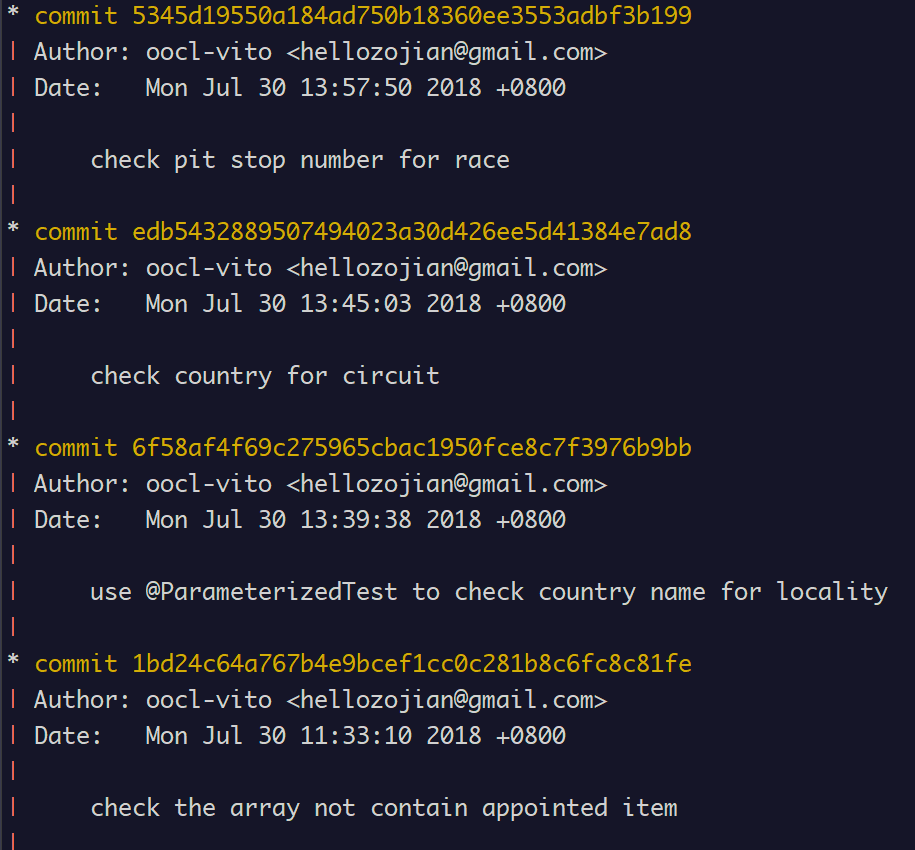 * commit 5345d19550a184ad750b18360ee3553adbf3b199
| Author: oocl-vito <hellozojian@gmail.com>
| Date:   Mon Jul 30 13:57:50 2018 +0800
|
|     check pit stop number for race
|
* commit edb5432889507494023a30d426ee5d41384e7ad8
| Author: oocl-vito <hellozojian@gmail.com>
| Date:   Mon Jul 30 13:45:03 2018 +0800
|
|     check country for circuit
|
* commit 6f58af4f69c275965cbac1950fce8c7f3976b9bb
| Author: oocl-vito <hellozojian@gmail.com>
| Date:   Mon Jul 30 13:39:38 2018 +0800
|
|     use @ParameterizedTest to check country name for locality
|
* commit 1bd24c64a767b4e9bcef1cc0c281b8c6fc8c81fe
| Author: oocl-vito <hellozojian@gmail.com>
| Date:   Mon Jul 30 11:33:10 2018 +0800
|
|     check the array not contain appointed item
|